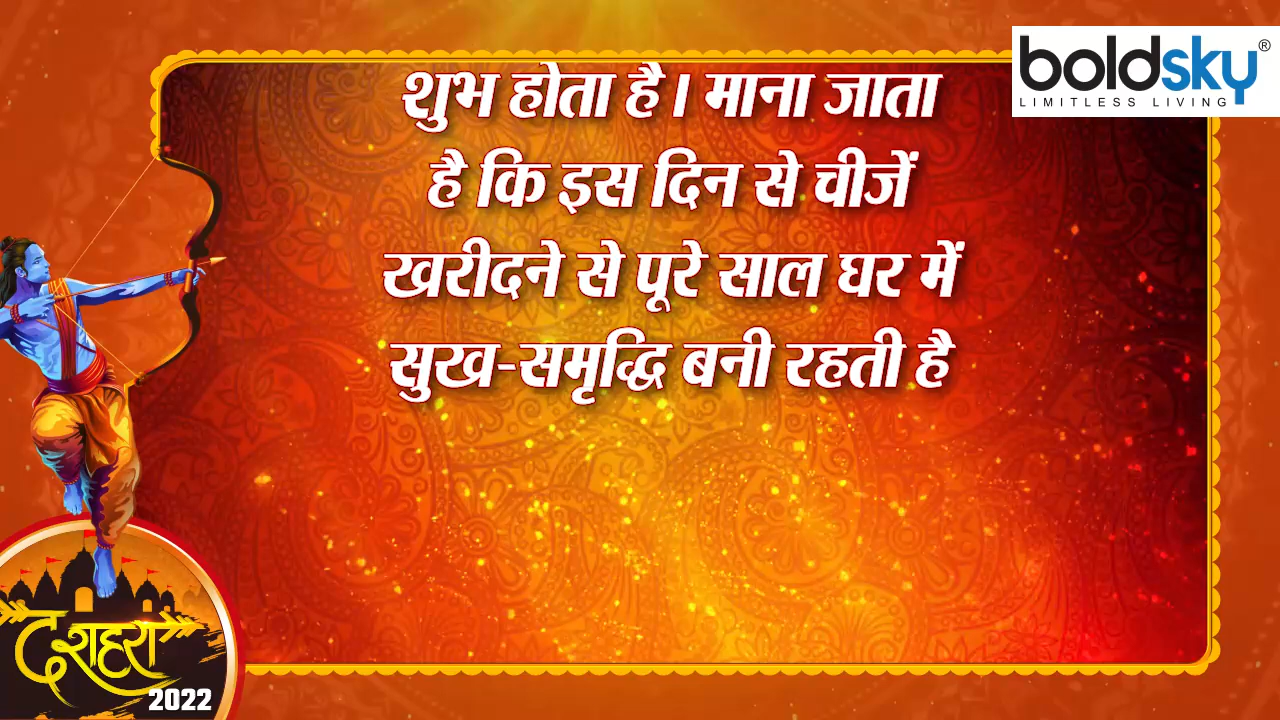 boldsky®
LIMITLESS LIVING
शुभ होता है। माना जाता
है कि इस दिन से चीजें
खरीदने से पूरे साल घर में
सुख-समृद्धि बनी रहती है
दशहरा
2022